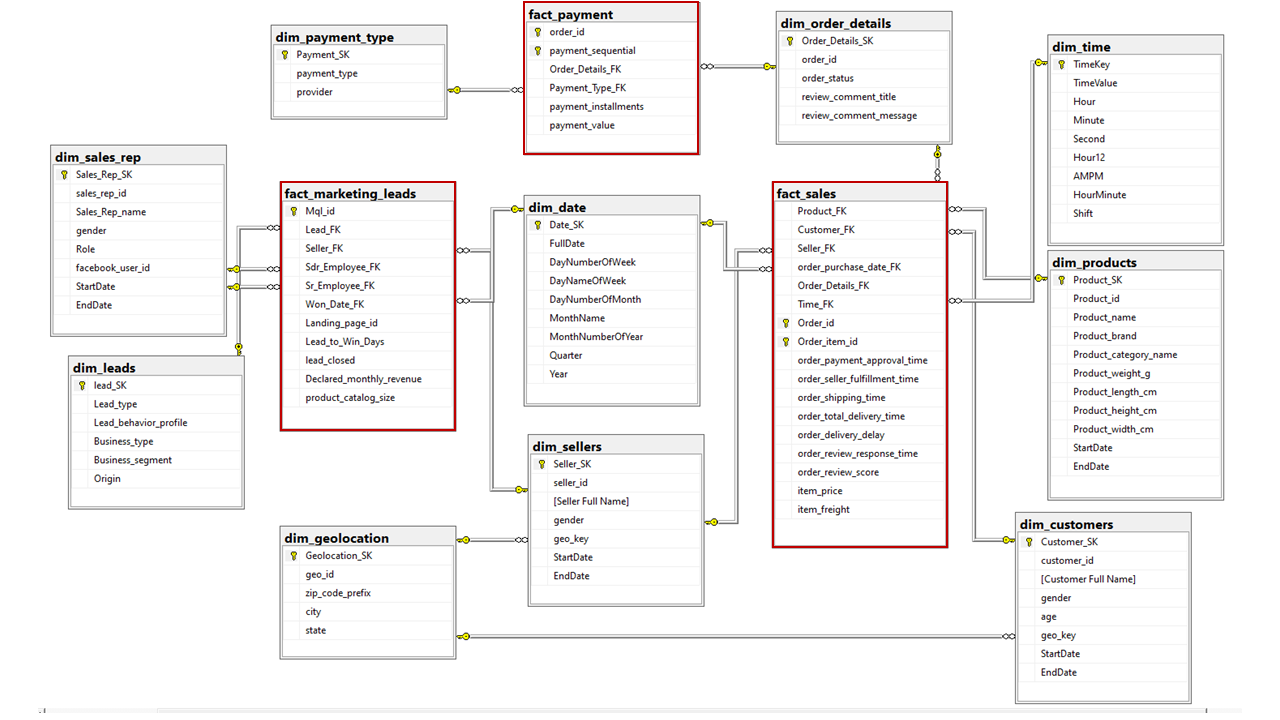 dim_payment_type
Payment_SK
payment_type
provider
fact_payment
order_id
payment_sequential
Order_Details_FK
Payment_Type_FK
payment_installments
payment_value
dim_order_details
Order_Details_SK
order_id
order_status
review_comment_title
review_comment_message
dim_time
TimeKey
TimeValue
Hour
Minute
Second
Hour12
AMPM
HourMinute
Shift
dim_sales_rep
Sales_Rep_SK
sales_rep_id
Sales_Rep_name
gender
Role
facebook_user_id
StartDate
EndDate
fact_marketing_leads
Mql_id
Lead_FK
Seller_FK
Sdr_Employee_FK
Sr_Employee_FK
Won_Date_FK
Landing_page_id
Lead_to_Win_Days
lead_closed
Declared_monthly_revenue
product_catalog_size
dim_date
Date_SK
FullDate
DayNumberOfWeek
DayNameOfWeek
DayNumberOfMonth
MonthName
MonthNumberOfYear
Quarter
Year
fact_sales
Product_FK
Customer_FK
Seller_FK
order_purchase_date_FK
Order_Details_FK
Time_FK
Order_id
Order_item_id
order_payment_approval_time
order_seller_fulfillment_time
order_shipping_time
order_total_delivery_time
order_delivery_delay
order_review_response_time
order_review_score
item_price
item_freight
dim_products
Product_SK
Product_id
Product_name
Product_brand
Product_category_name
Product_weight_g
Product_length_cm
Product_height_cm
Product_width_cm
StartDate
EndDate
dim_leads
lead_SK
Lead_type
Lead_behavior_profile
Business_type
Business_segment
Origin
dim_sellers
Seller_SK
seller_id
[Seller Full Name]
gender
geo_key
StartDate
EndDate
dim_geolocation
Geolocation_SK
geo_id
zip_code_prefix
city
state
dim_customers
Customer_SK
customer_id
[Customer Full Name]
gender
age
geo_key
StartDate
EndDate